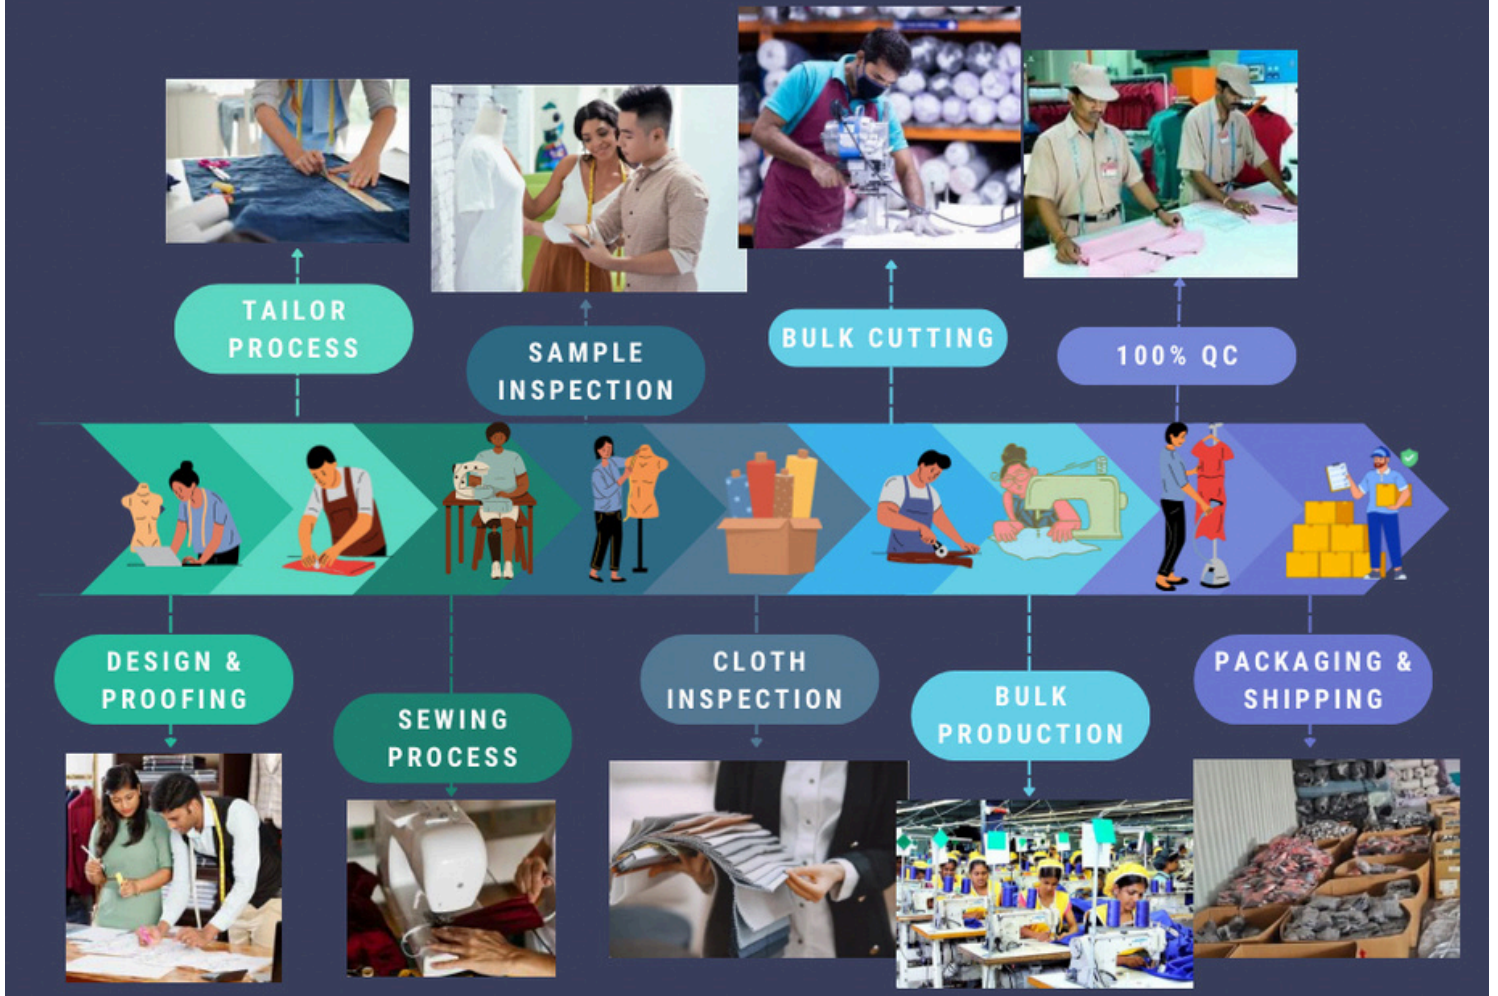 TAILOR
PROCESS
SAMPLE
INSPECTION
BULK CUTTING
100% QC
DESIGN &
PROOFING
SEWING
PROCESS
CLOTH
INSPECTION
BULK
PRODUCTION
PACKAGING &
SHIPPING